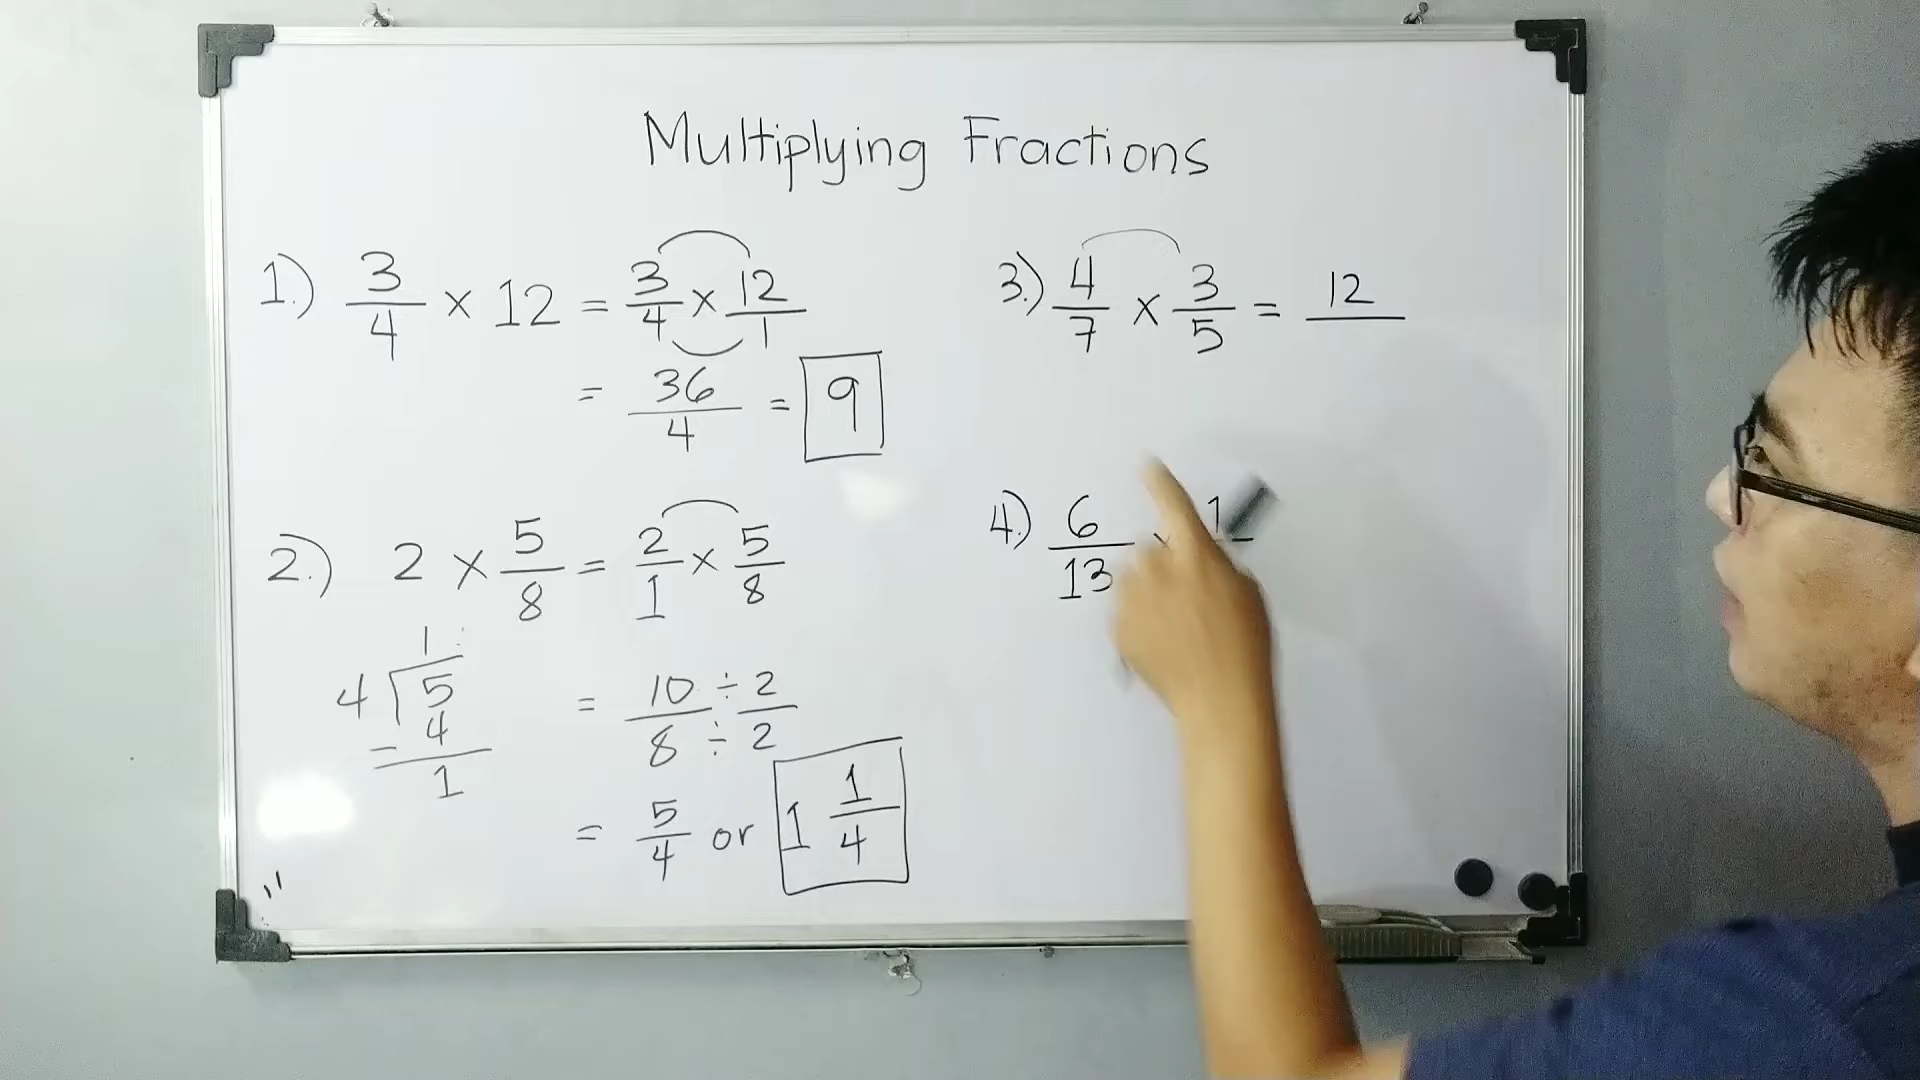 Multiplying Fractions
1.) 3/4 × 12 = 3/4 × 12/1
= 36/4 = 9
2.) 2 × 5/8 = 2/1 × 5/8
1
4 5
- 4
1
= 10 ÷ 2 / 8 ÷ 2
= 5/4 or 1 1/4
3.) 4/7 × 3/5 = 12
4.) 6/13 × 1